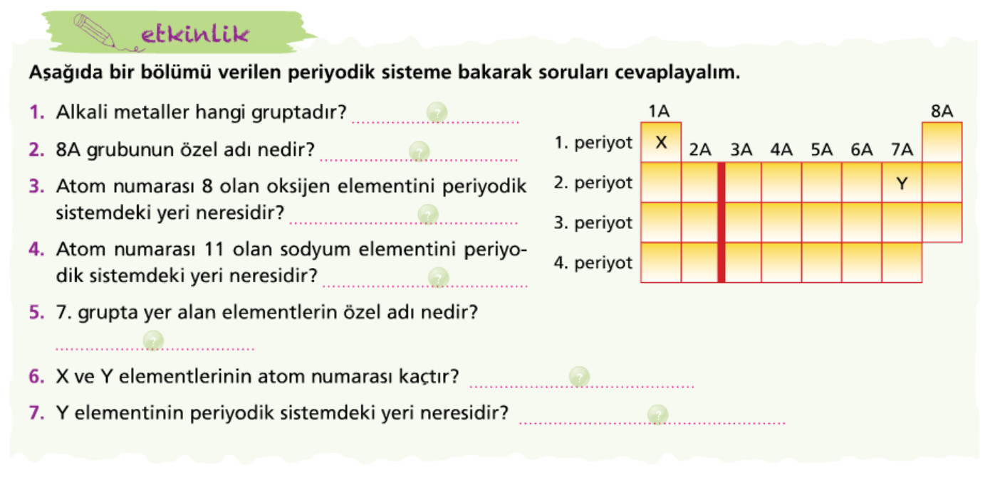 etkinlik
Aşağıda bir bölümü verilen periyodik sisteme bakarak soruları cevaplayalım.
1. Alkali metaller hangi gruptadır? ?
2. 8A grubunun özel adı nedir? ?
3. Atom numarası 8 olan oksijen elementini periyodik
sistemdeki yeri neresidir? ?
4. Atom numarası 11 olan sodyum elementini periyo-
dik sistemdeki yeri neresidir? ?
5. 7. grupta yer alan elementlerin özel adı nedir?
?
6. X ve Y elementlerinin atom numarası kaçtır? ?
7. Y elementinin periyodik sistemdeki yeri neresidir? ?
1A 8A
1. periyot X 2A 3A 4A 5A 6A 7A
2. periyot Y
3. periyot
4. periyot